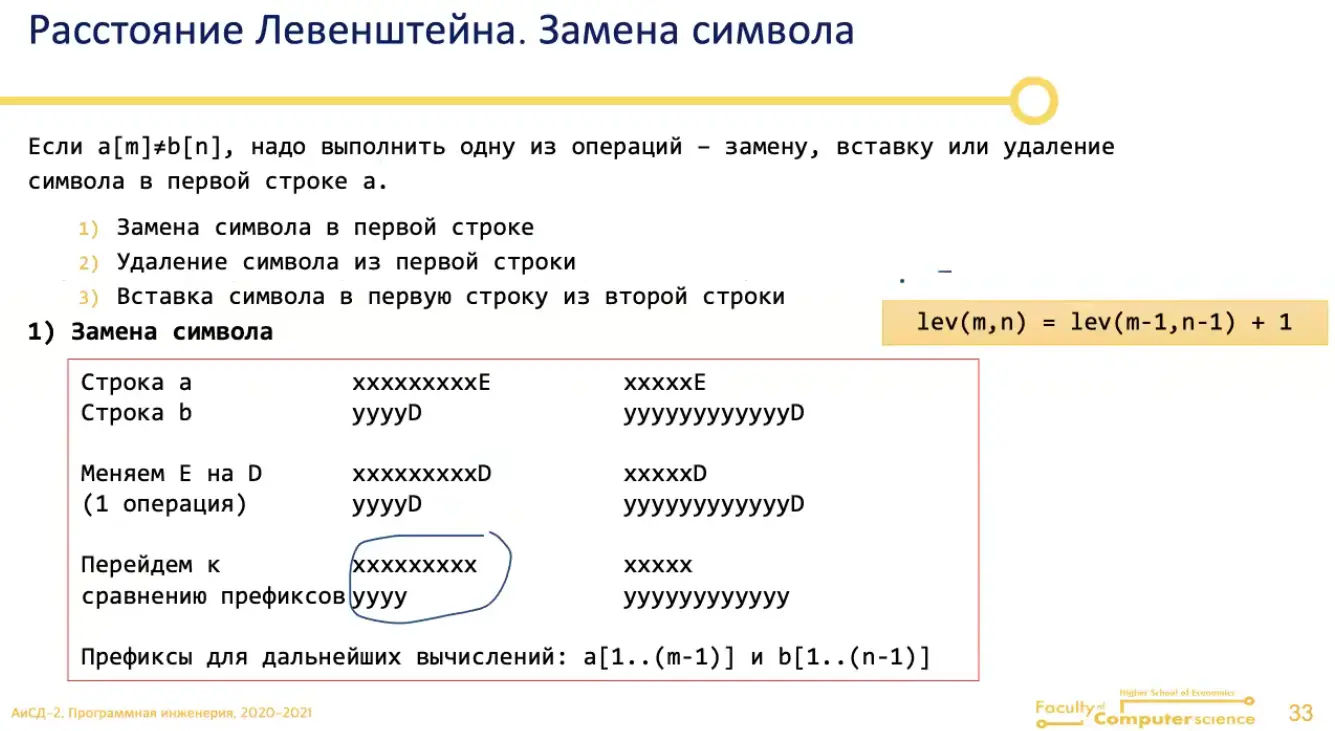 Расстояние Левенштейна. Замена символа
Если a[m]≠b[n], надо выполнить одну из операций – замену, вставку или удаление
символа в первой строке a.
1) Замена символа в первой строке
2) Удаление символа из первой строки
3) Вставка символа в первую строку из второй строки
1) Замена символа
lev(m,n) = lev(m-1,n-1) + 1
Строка a xxxxxxxxxE xxxxxE
Строка b yyyyD yyyyyyyyyyyyD
Меняем E на D xxxxxxxxxD xxxxxD
(1 операция) yyyyD yyyyyyyyyyyyD
Перейдем к xxxxxxxxx xxxxx
сравнению префиксов yyyy yyyyyyyyyyyy
Префиксы для дальнейших вычислений: a[1..(m-1)] и b[1..(n-1)]
АиСД-2, Программная инженерия, 2020-2021
Higher School of Economics
Faculty of
Computer science
33